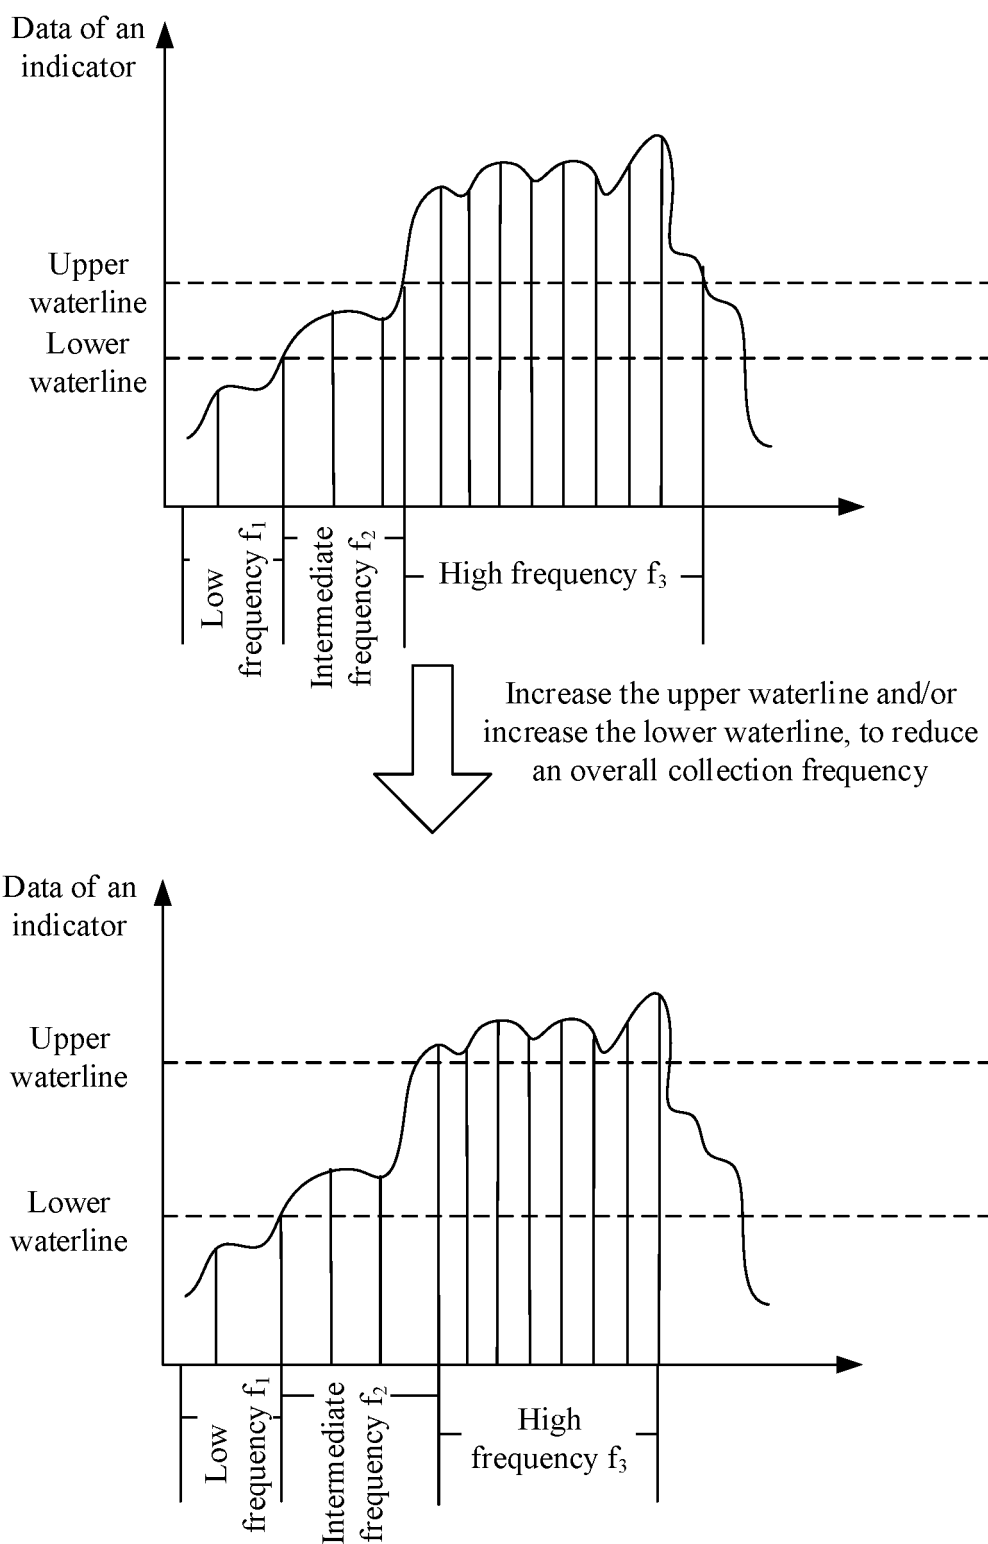 Data of an
indicator
Upper
waterline
Lower
waterline
Low
frequency f₁
Intermediate
frequency f₂
High frequency f₃
Increase the upper waterline and/or
increase the lower waterline, to reduce
an overall collection frequency
Data of an
indicator
Upper
waterline
Lower
waterline
Low
frequency f₁
Intermediate
frequency f₂
High
frequency f₃